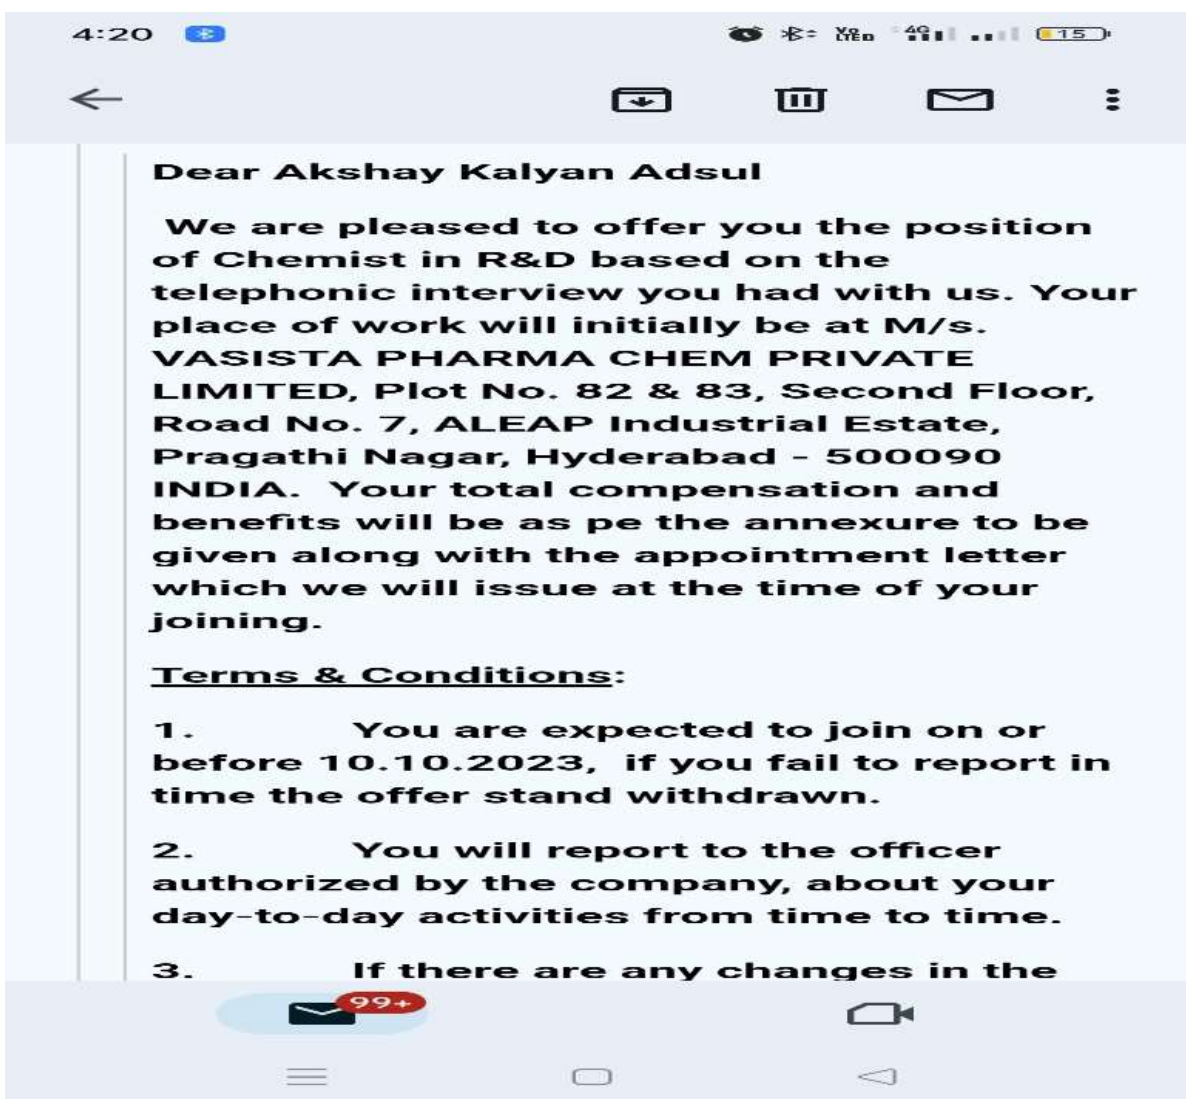 4:20
VoLTE 4G 15
Dear Akshay Kalyan Adsul
We are pleased to offer you the position
of Chemist in R&D based on the
telephonic interview you had with us. Your
place of work will initially be at M/s.
VASISTA PHARMA CHEM PRIVATE
LIMITED, Plot No. 82 & 83, Second Floor,
Road No. 7, ALEAP Industrial Estate,
Pragathi Nagar, Hyderabad - 500090
INDIA.  Your total compensation and
benefits will be as pe the annexure to be
given along with the appointment letter
which we will issue at the time of your
joining.
Terms & Conditions:
1. You are expected to join on or
before 10.10.2023,  if you fail to report in
time the offer stand withdrawn.
2. You will report to the officer
authorized by the company, about your
day-to-day activities from time to time.
3. If there are any changes in the
99+